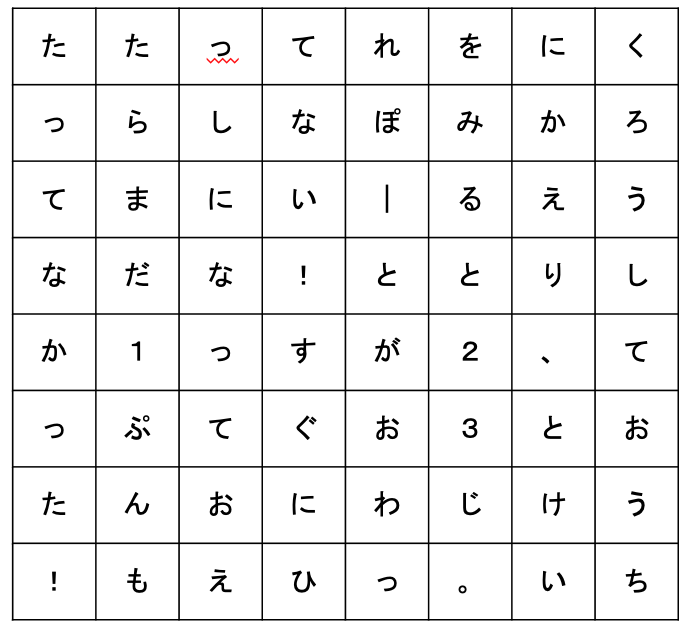 くろうしておうち
にかえり、とけい
をみると23じ。
れぽーとがおわっ
てない!すぐにひ
っしになっておえ
たらまだ1ぷんも
たってなかった!